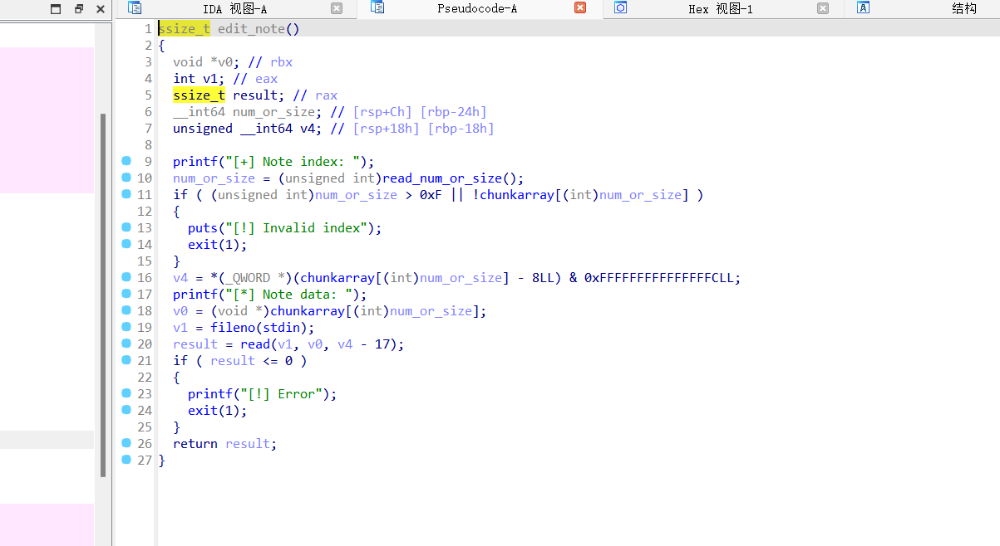 IDA 视图-A Pseudocode-A Hex 视图-1 结构
1 ssize_t edit_note()
2 {
3 void *v0; // rbx
4 int v1; // eax
5 ssize_t result; // rax
6 __int64 num_or_size; // [rsp+Ch] [rbp-24h]
7 unsigned __int64 v4; // [rsp+18h] [rbp-18h]
8
9 printf("[+] Note index: ");
10 num_or_size = (unsigned int)read_num_or_size();
11 if ( (unsigned int)num_or_size > 0xF || !chunkarray[(int)num_or_size] )
12 {
13 puts("[!] Invalid index");
14 exit(1);
15 }
16 v4 = *(_QWORD *)(chunkarray[(int)num_or_size] - 8LL) & 0xFFFFFFFFFFFFFFFCLL;
17 printf("[*] Note data: ");
18 v0 = (void *)chunkarray[(int)num_or_size];
19 v1 = fileno(stdin);
20 result = read(v1, v0, v4 - 17);
21 if ( result <= 0 )
22 {
23 printf("[!] Error");
24 exit(1);
25 }
26 return result;
27 }